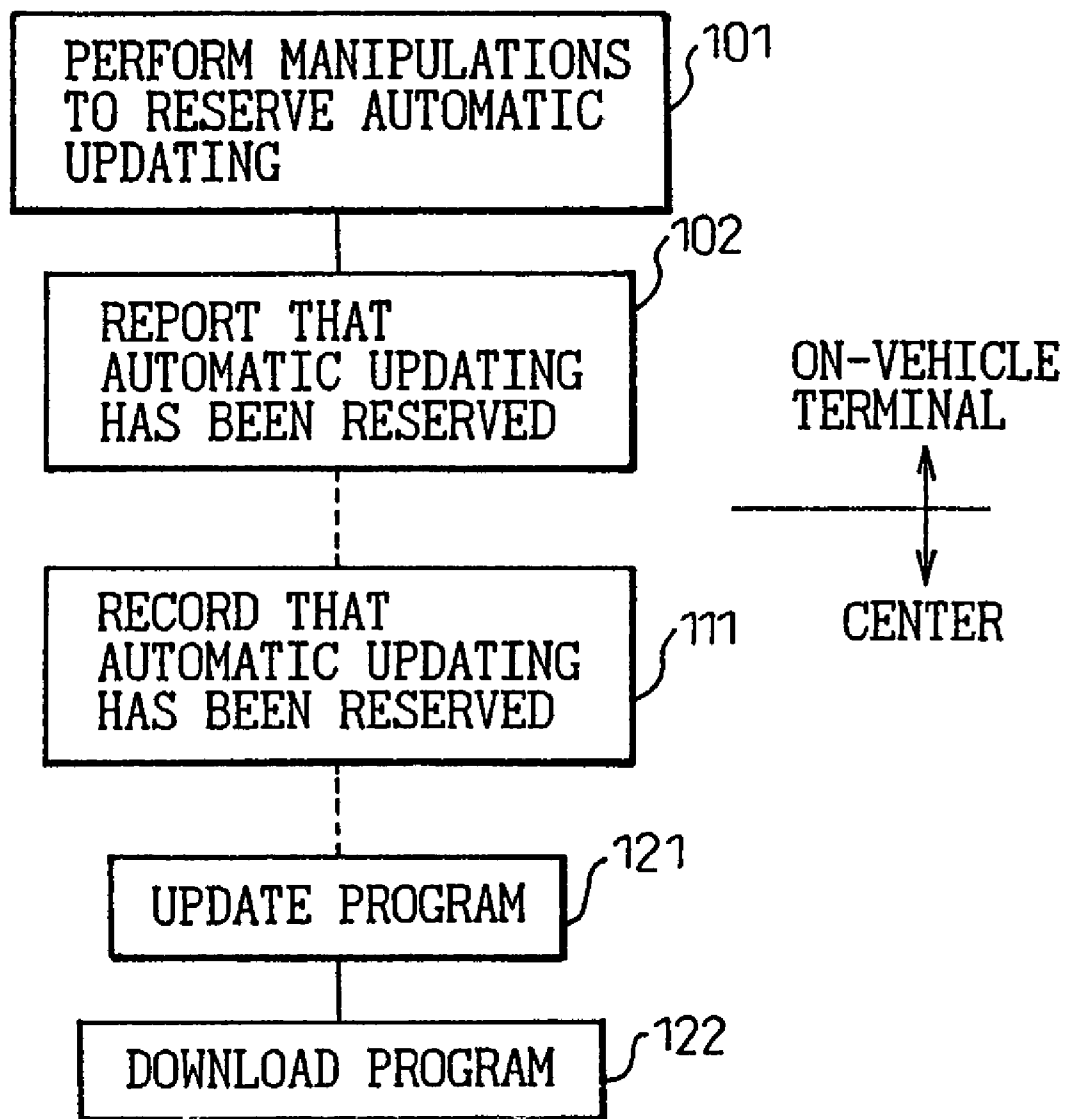 PERFORM MANIPULATIONS
TO RESERVE AUTOMATIC
UPDATING
101
REPORT THAT
AUTOMATIC UPDATING
HAS BEEN RESERVED
102
ON-VEHICLE
TERMINAL
CENTER
RECORD THAT
AUTOMATIC UPDATING
HAS BEEN RESERVED
111
UPDATE PROGRAM
121
DOWNLOAD PROGRAM
122